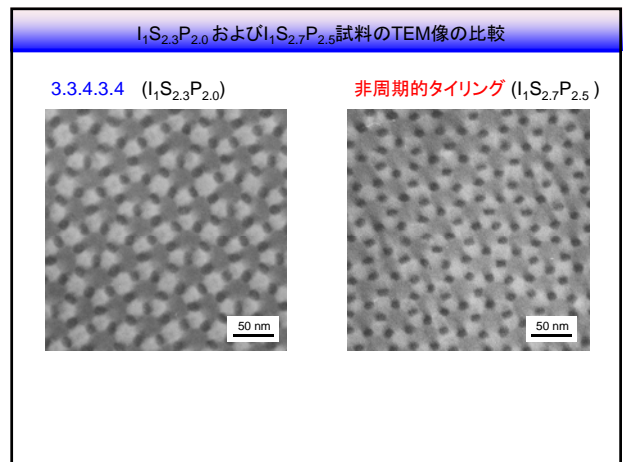 I₁S₂.₃P₂.₀ およびI₁S₂.₇P₂.₅試料のTEM像の比較
3.3.4.3.4 (I₁S₂.₃P₂.₀)
非周期的タイリング (I₁S₂.₇P₂.₅ )
50 nm
50 nm